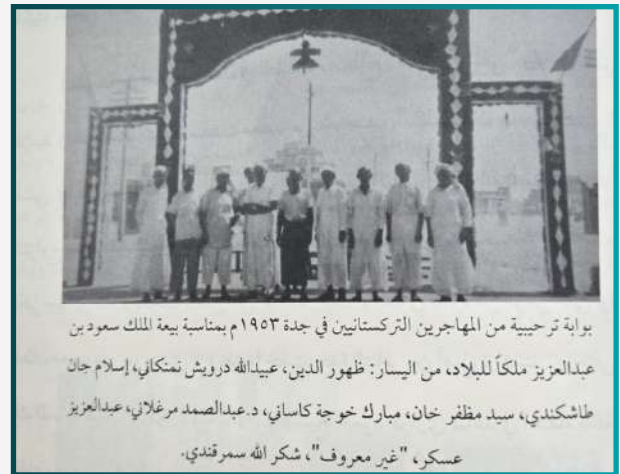 بوابة ترحيبية من المهاجرين التركستانيين في جدة ١٩٥٣م بمناسبة بيعة الملك سعود بن
عبدالعزيز ملكاً للبلاد، من اليسار: ظهور الدين، عبيدالله درويش نمنكاني، إسلام جان
طاشكندي، سيد مظفر خان، مبارك خوجة كاساني، د.عبدالصمد مرغلاني، عبدالعزيز
عسكر، "غير معروف"، شكر الله سمرقندي.